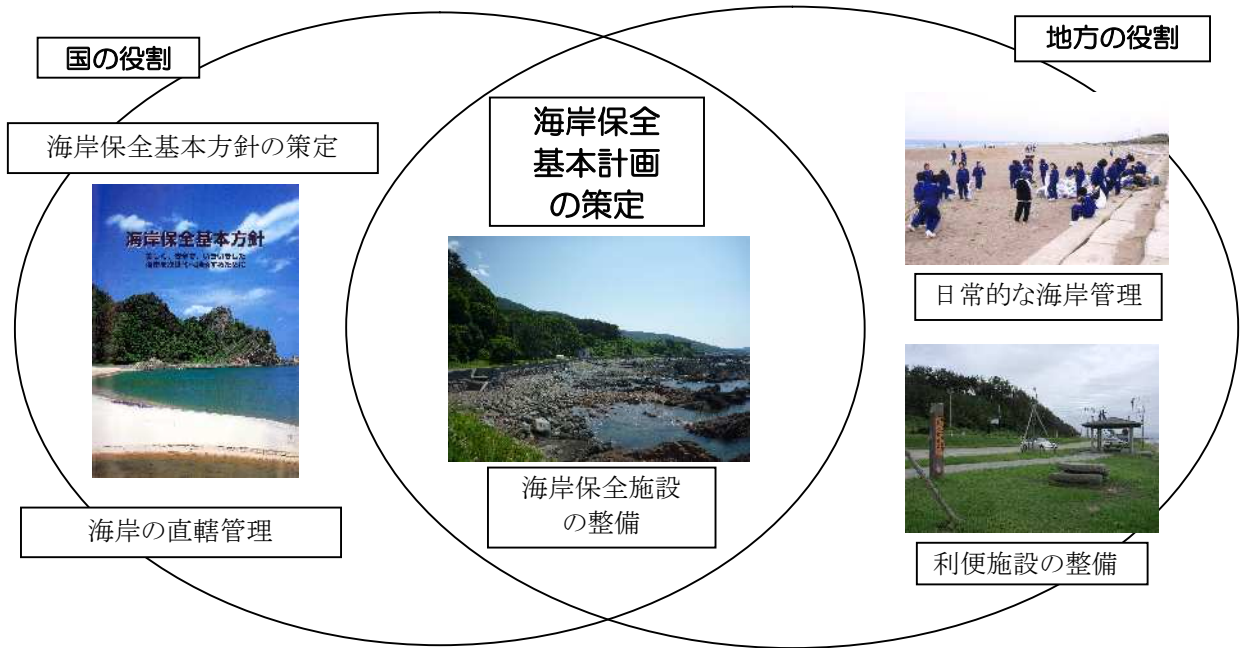 国の役割
地方の役割
海岸保全基本方針の策定
海岸保全基本方針
海岸の直轄管理
海岸保全
基本計画
の策定
海岸保全施設
の整備
日常的な海岸管理
利便施設の整備